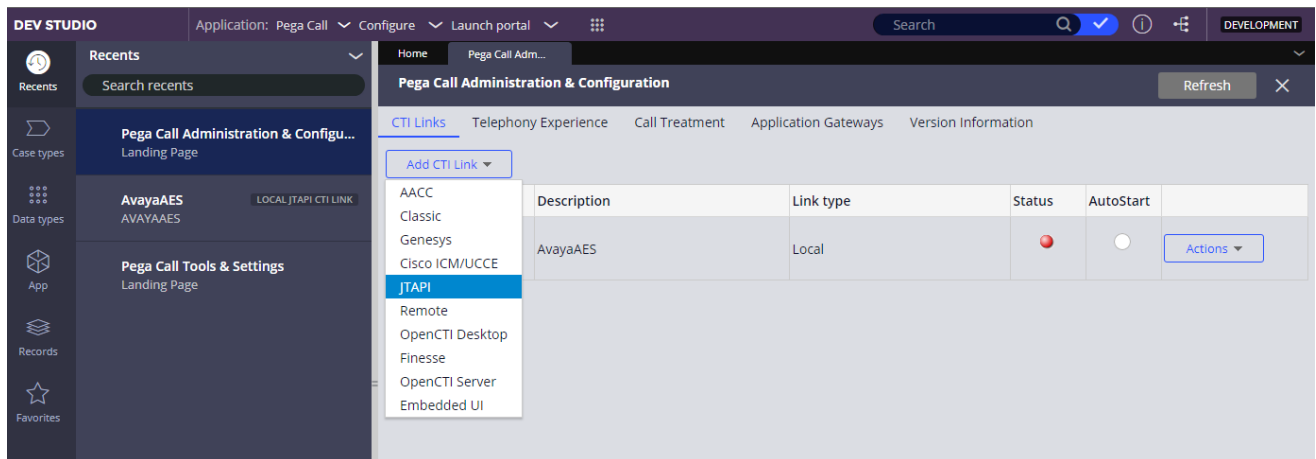 DEV STUDIO
Application: Pega Call
Configure
Launch portal
Search
DEVELOPMENT
Recents
Case types
Data types
App
Records
Favorites
Recents
Search recents
Pega Call Administration & Configu...
Landing Page
AvayaAES
LOCAL JTAPI CTI LINK
AVAYAAES
Pega Call Tools & Settings
Landing Page
Home
Pega Call Adm...
Pega Call Administration & Configuration
Refresh
CTI Links
Telephony Experience
Call Treatment
Application Gateways
Version Information
Add CTI Link
AACC
Classic
Genesys
Cisco ICM/UCCE
JTAPI
Remote
OpenCTI Desktop
Finesse
OpenCTI Server
Embedded UI
Description
Link type
Status
AutoStart
AvayaAES
Local
Actions